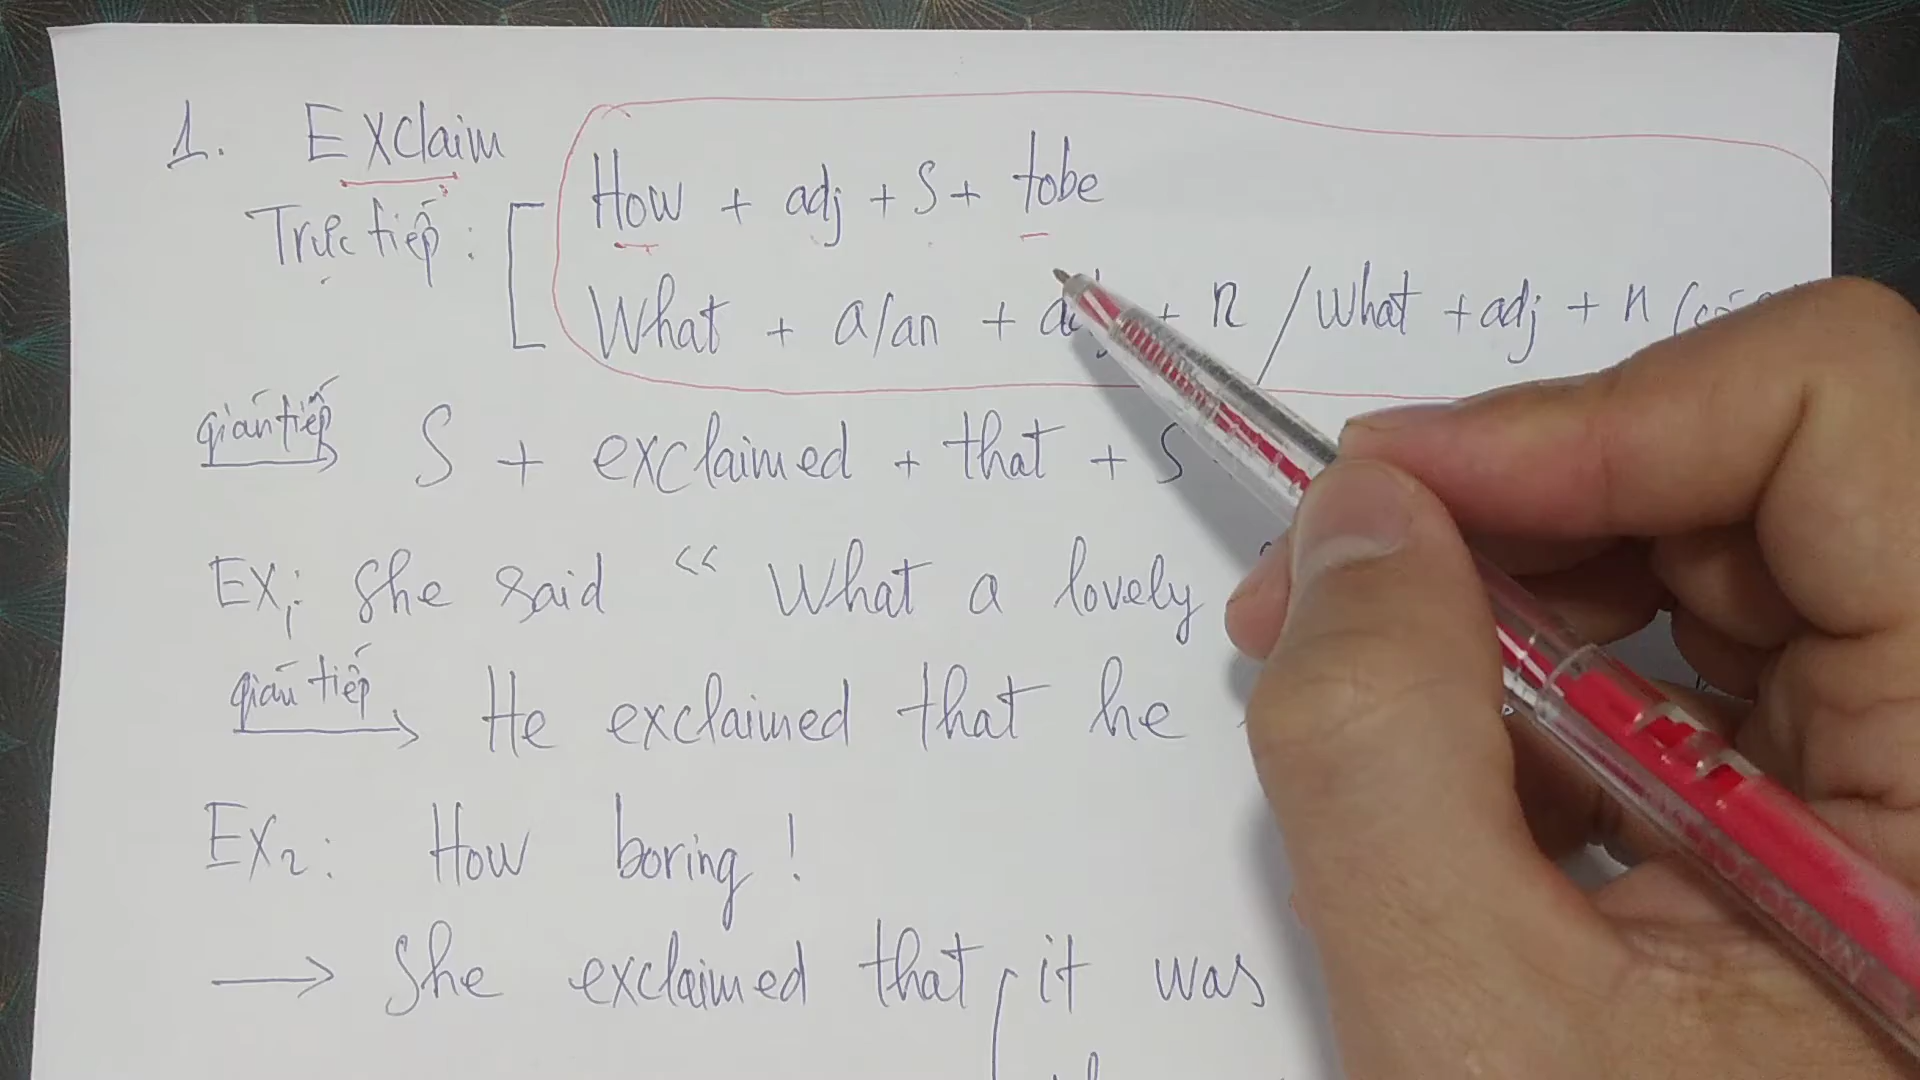 1. Exclaim
How + adj + S + tobe
Trực tiếp :
What + a/an + adj + n / what + adj + n
gián tiếp S + exclaimed + that + S
EX1: She said " What a lovely
gián tiếp He exclaimed that he
EX2: How boring !
→ She exclaimed that it was